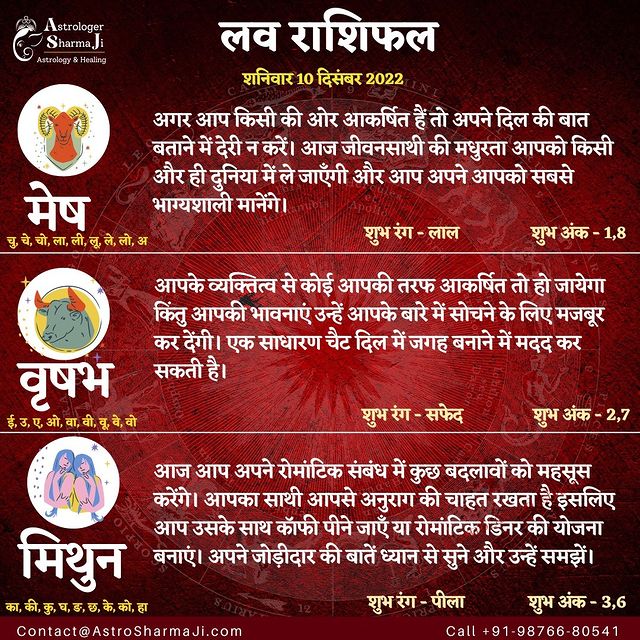 Astrologer
Sharma Ji
Astrology & Healing
लव राशिफल
शनिवार 10 दिसंबर 2022
अगर आप किसी की ओर आकर्षित हैं तो अपने दिल की बात
बताने में देरी न करें। आज जीवनसाथी की मधुरता आपको किसी
और ही दुनिया में ले जाएँगी और आप अपने आपको सबसे
भाग्यशाली मानेंगे।
मेष
चु, चे, चो, ला, ली, लू, ले, लो, अ
शुभ रंग - लाल
शुभ अंक - 1,8
आपके व्यक्तित्व से कोई आपकी तरफ आकर्षित तो हो जायेगा
किंतु आपकी भावनाएं उन्हें आपके बारे में सोचने के लिए मजबूर
कर देंगी। एक साधारण चैट दिल में जगह बनाने में मदद कर
सकती है।
वृषभ
ई, उ, ए, ओ, वा, वी, वू, वे, वो
शुभ रंग - सफेद
शुभ अंक - 2,7
आज आप अपने रोमांटिक संबंध में कुछ बदलावों को महसूस
करेंगे। आपका साथी आपसे अनुराग की चाहत रखता है इसलिए
आप उसके साथ कॉफी पीने जाएँ या रोमांटिक डिनर की योजना
बनाएं। अपने जोड़ीदार की बातें ध्यान से सुने और उन्हें समझें।
मिथुन
का, की, कु, घ, ङ, छ, के, को, हा
शुभ रंग - पीला
शुभ अंक - 3,6
Contact@AstroSharmaJi.com
Call +91-98766-80541